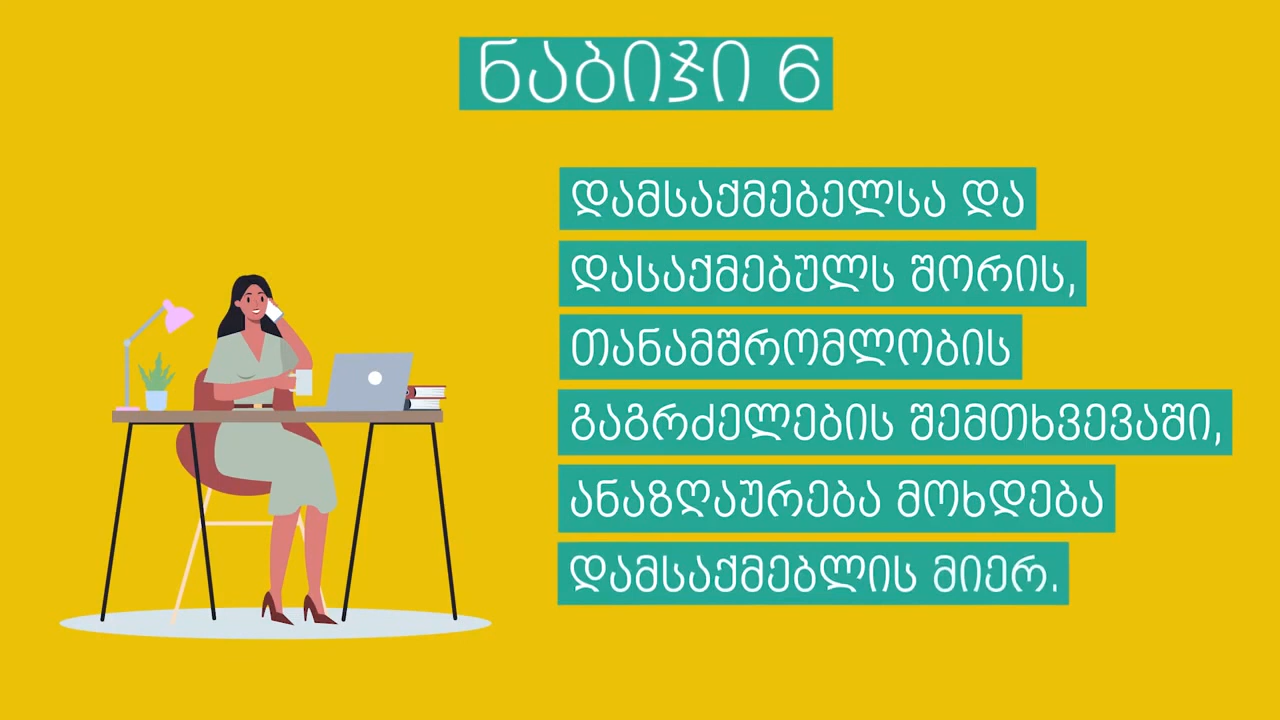 ნაბიჯი 6
დამსაქმებელსა და
დასაქმებულს შორის,
თანამშრომლობის
გაგრძელების შემთხვევაში,
ანაზღაურება მოხდება
დამსაქმებლის მიერ.